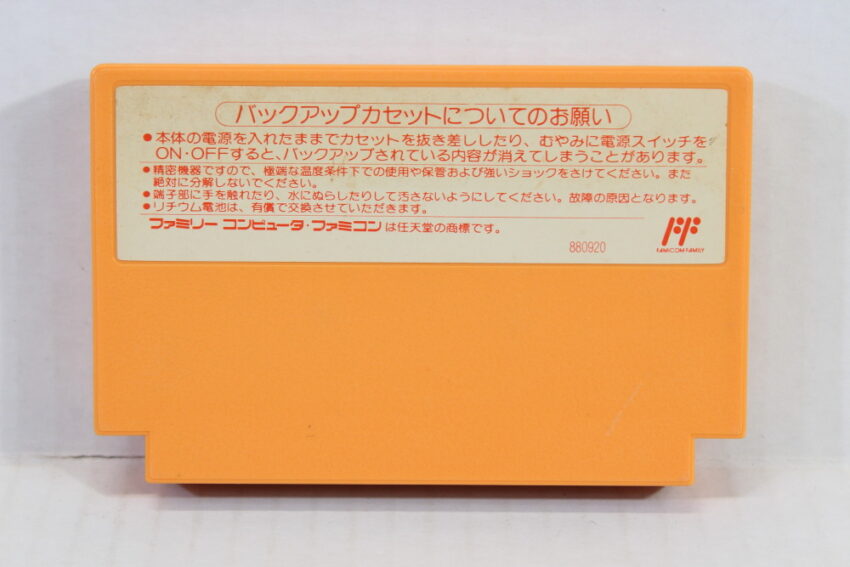 バックアップカセットについてのお願い
●本体の電源を入れたままでカセットを抜き差ししたり、むやみに電源スイッチを
ON・OFFすると、バックアップされている内容が消えてしまうことがあります。
●精密機器ですので、極端な温度条件下での使用や保管および強いショックをさけてください。また
絶対に分解しないでください。
●端子部に手を触れたり、水にぬらしたりして汚さないようにしてください。故障の原因となります。
●リチウム電池は、有償で交換させていただきます。
ファミリー コンピュータ・ファミコンは任天堂の商標です。
FAMICOM FAMILY
880920